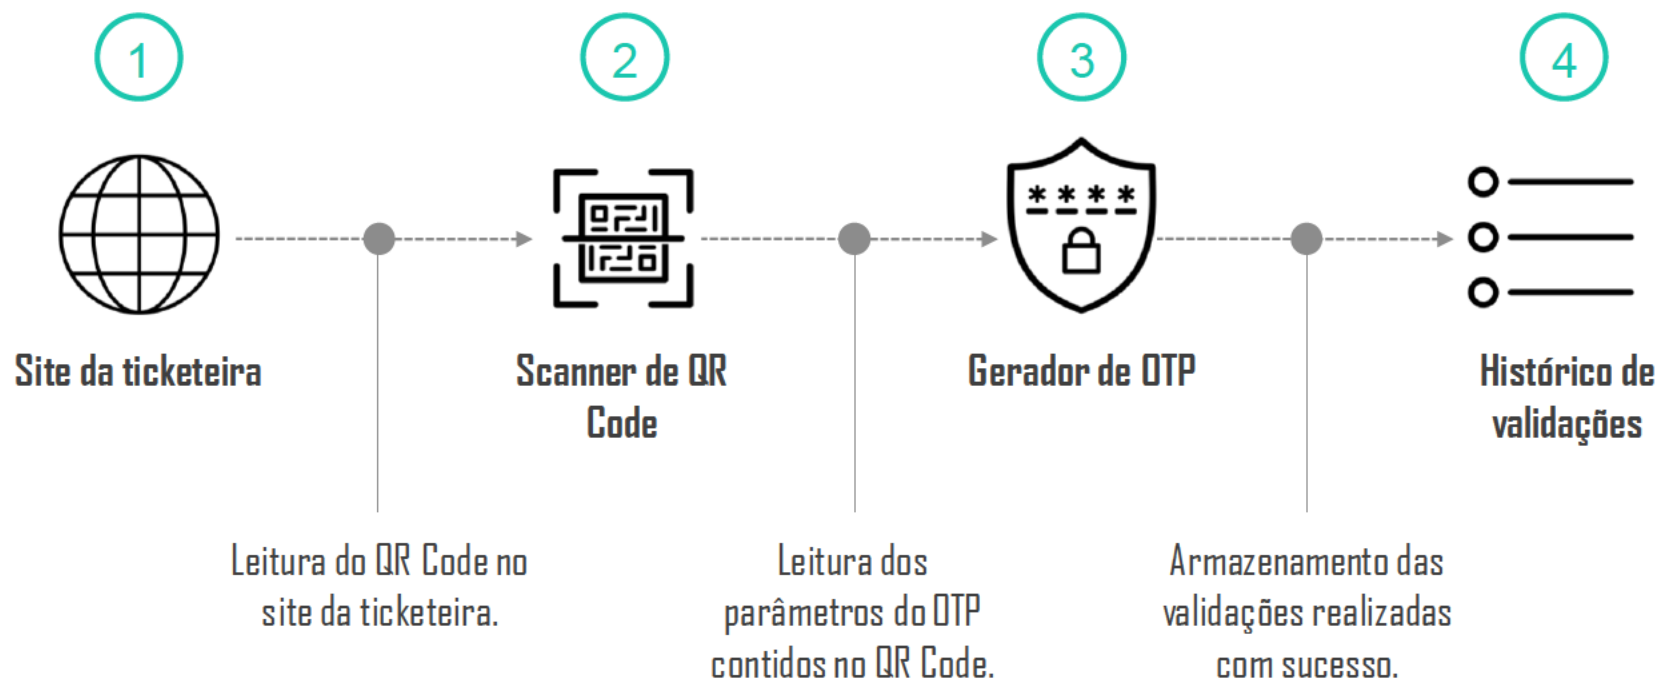 1
2
3
4
* * * *
Site da ticketeira
Scanner de QR
Code
Gerador de OTP
Histórico de
validações
Leitura do QR Code no
site da ticketeira.
Leitura dos
parâmetros do OTP
contidos no QR Code.
Armazenamento das
validações realizadas
com sucesso.